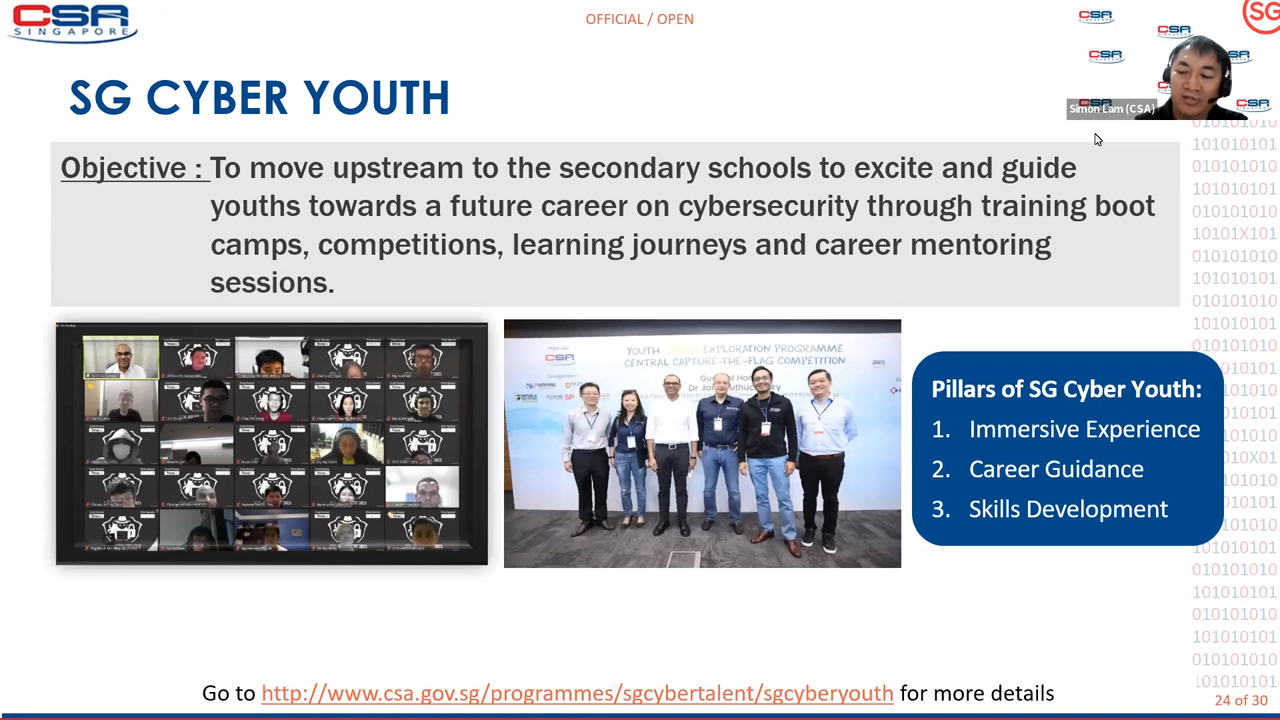 CSA
SINGAPORE
OFFICIAL / OPEN
SG
Simon Lam (CSA)
SG CYBER YOUTH
Objective : To move upstream to the secondary schools to excite and guide
youths towards a future career on cybersecurity through training boot
camps, competitions, learning journeys and career mentoring
sessions.
CSA
YOUTH
EXPLORATION PROGRAMME
CENTRAL CAPTURE-THE-FLAG COMPETITION
aws
Pillars of SG Cyber Youth:
1. Immersive Experience
2. Career Guidance
3. Skills Development
Go to http://www.csa.gov.sg/programmes/sgcybertalent/sgcyberyouth for more details
24 of 30